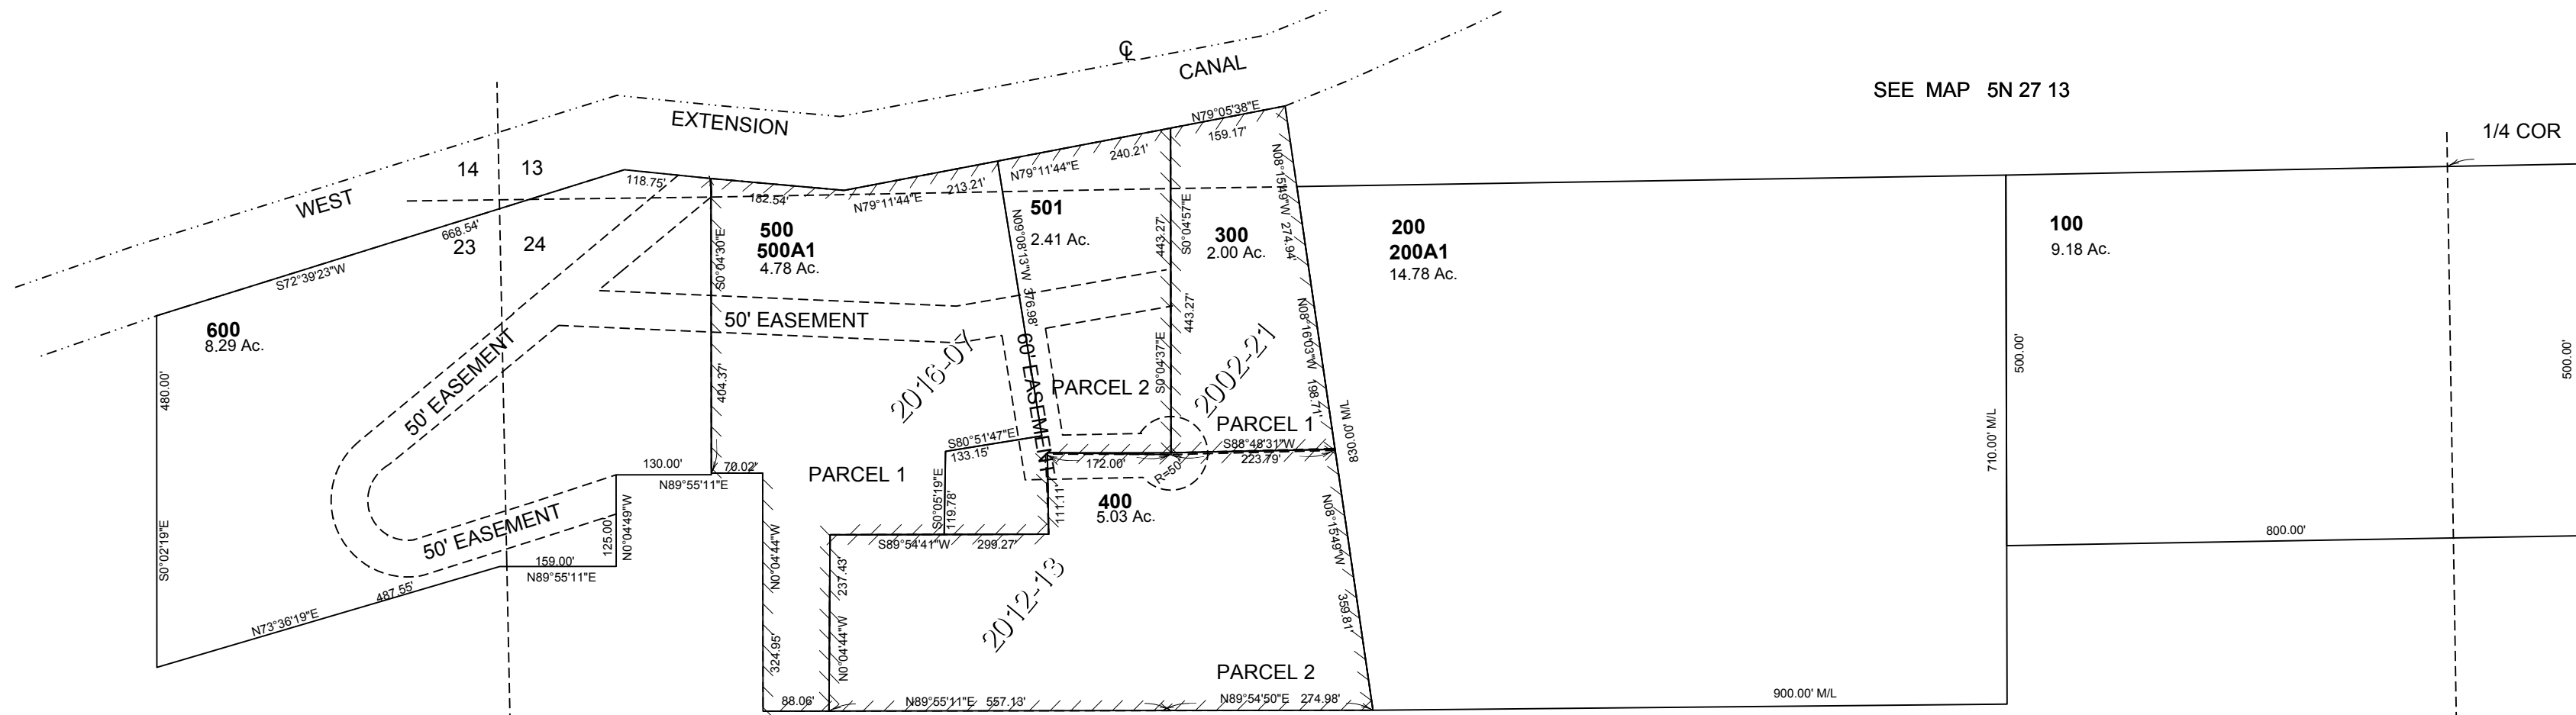 ℄
CANAL
EXTENSION
WEST
SEE MAP 5N 27 13
1/4 COR
14
13
23
24
668.54'
S72°39'23"W
600
8.29 Ac.
480.00'
S0°02'19"E
N73°36'19"E
487.55'
50' EASEMENT
50' EASEMENT
159.00'
N89°55'11"E
125.00'
N0°04'49"W
130.00'
N89°55'11"E
70.02'
118.75'
182.54'
N79°11'44"E
213.21'
S0°04'30"E
404.37'
500
500A1
4.78 Ac.
50' EASEMENT
2016-07
PARCEL 1
S80°51'47"E
133.15'
S0°05'19"E
119.78'
N0°04'44"W
324.95'
88.06'
N79°11'44"E
240.21'
501
2.41 Ac.
N09°08'13"W 376.98'
60' EASEMENT
PARCEL 2
443.27'
S0°04'37"E
172.00'
111.11'
R=50'
N79°05'38"E
159.17'
S0°04'57"E
443.27'
300
2.00 Ac.
2002-21
PARCEL 1
S88°48'31"W
223.79'
N08°15'49"W 274.94'
N08°16'03"W 198.71'
830.00' M/L
400
5.03 Ac.
S89°54'41"W 299.27'
237.43'
N0°04'44"W
2012-13
PARCEL 2
N08°15'49"W
359.81'
N89°55'11"E 557.13'
N89°54'50"E 274.98'
200
200A1
14.78 Ac.
710.00' M/L
900.00' M/L
100
9.18 Ac.
500.00'
800.00'
500.00'